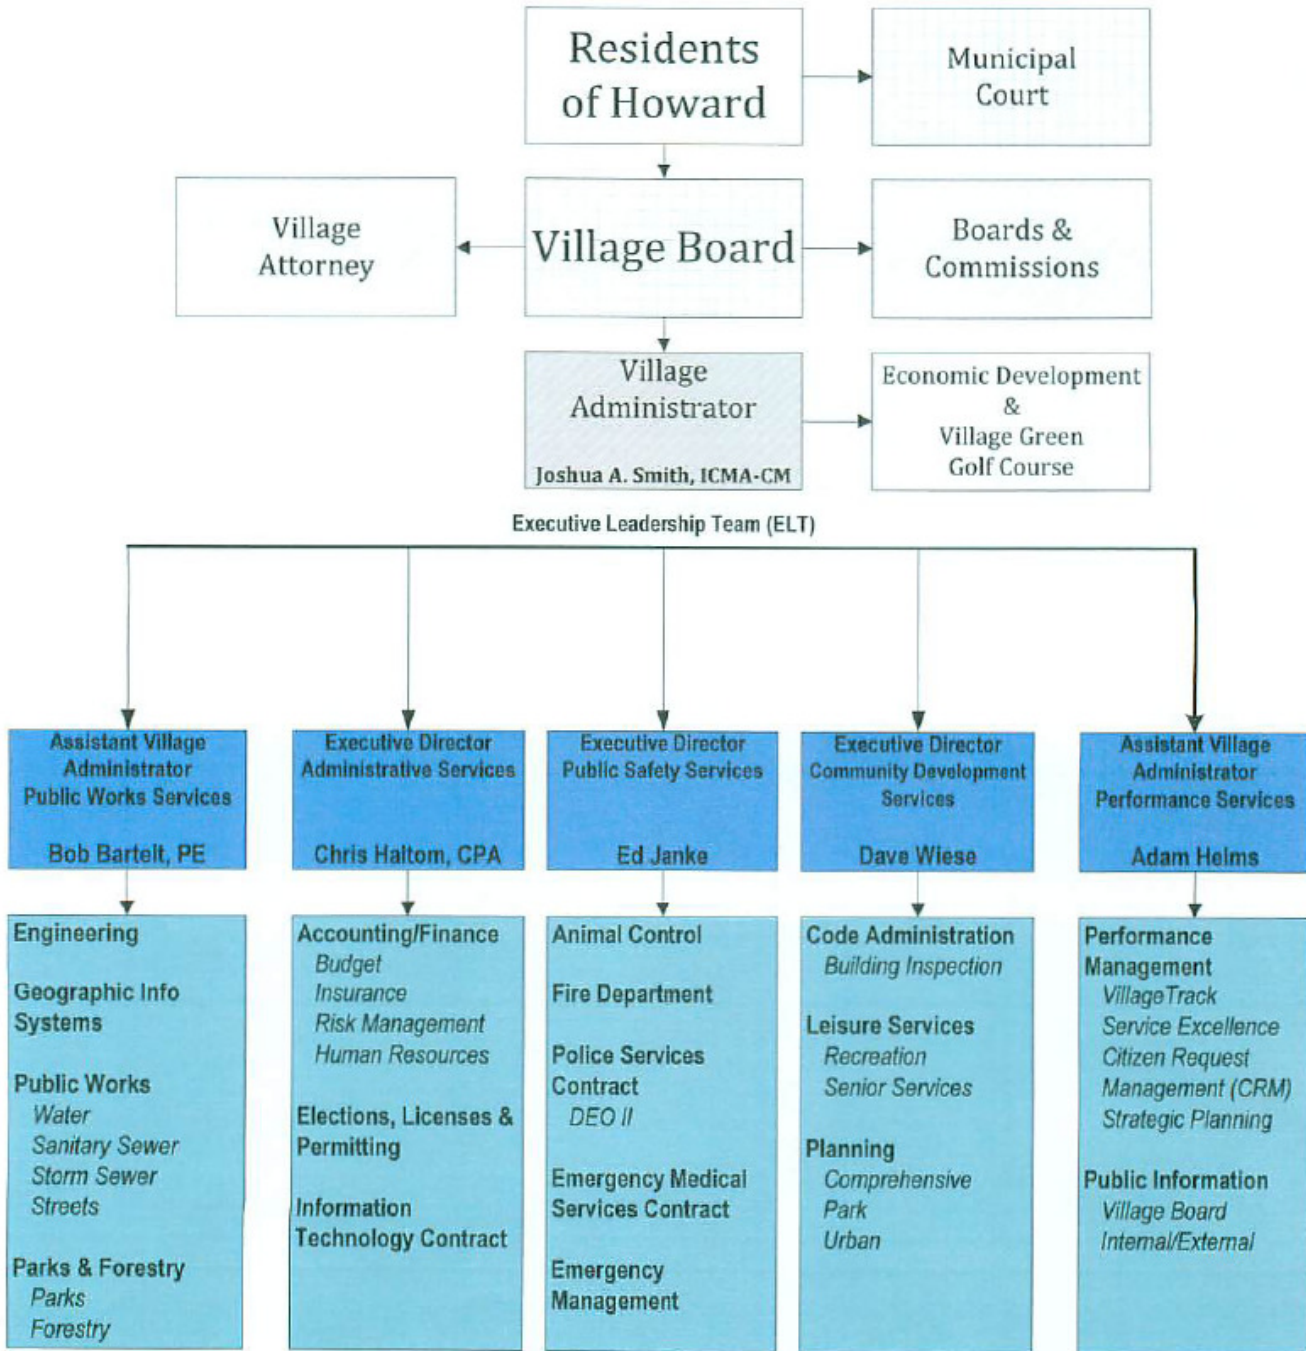 Residents
of Howard
Municipal
Court
Village
Attorney
Village Board
Boards &
Commissions
Village
Administrator
Joshua A. Smith, ICMA-CM
Economic Development
&
Village Green
Golf Course
Executive Leadership Team (ELT)
Assistant Village
Administrator
Public Works Services
Bob Bartelt, PE
Executive Director
Administrative Services
Chris Haltom, CPA
Executive Director
Public Safety Services
Ed Janke
Executive Director
Community Development
Services
Dave Wiese
Assistant Village
Administrator
Performance Services
Adam Helms
Engineering
Geographic Info
Systems
Public Works
Water
Sanitary Sewer
Storm Sewer
Streets
Parks & Forestry
Parks
Forestry
Accounting/Finance
Budget
Insurance
Risk Management
Human Resources
Elections, Licenses &
Permitting
Information
Technology Contract
Animal Control
Fire Department
Police Services
Contract
DEO II
Emergency Medical
Services Contract
Emergency
Management
Code Administration
Building Inspection
Leisure Services
Recreation
Senior Services
Planning
Comprehensive
Park
Urban
Performance
Management
VillageTrack
Service Excellence
Citizen Request
Management (CRM)
Strategic Planning
Public Information
Village Board
Internal/External